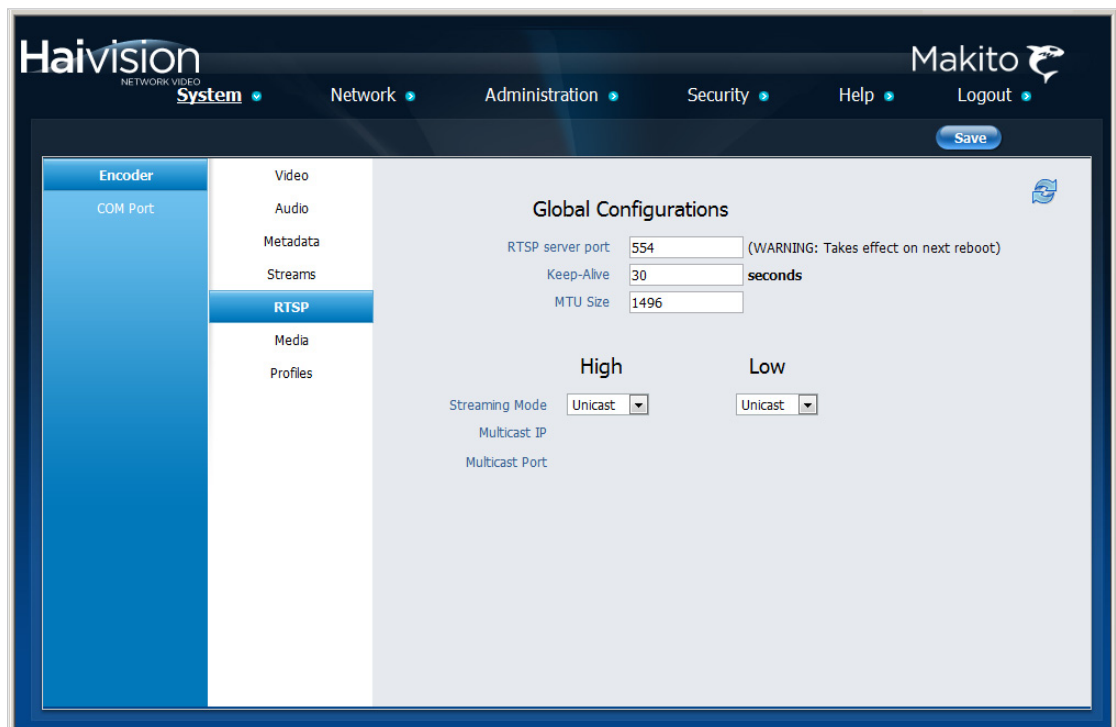 Haivision
NETWORK VIDEO
Makito
System Network Administration Security Help Logout
Save
Encoder
COM Port
Video
Audio
Metadata
Streams
RTSP
Media
Profiles
Global Configurations
RTSP server port 554 (WARNING: Takes effect on next reboot)
Keep-Alive 30 seconds
MTU Size 1496
High Low
Streaming Mode Unicast Unicast
Multicast IP
Multicast Port